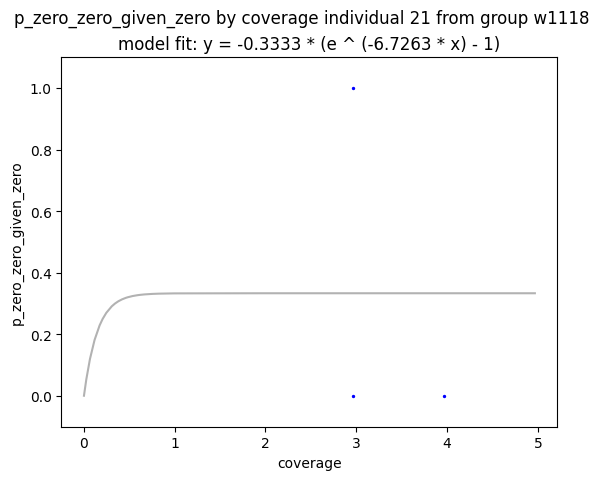 p_zero_zero_given_zero by coverage individual 21 from group w1118
model fit: y = -0.3333 * (e ^ (-6.7263 * x) - 1)
1.0
0.8
0.6
0.4
0.2
0.0
p_zero_zero_given_zero
0 1 2 3 4 5
coverage